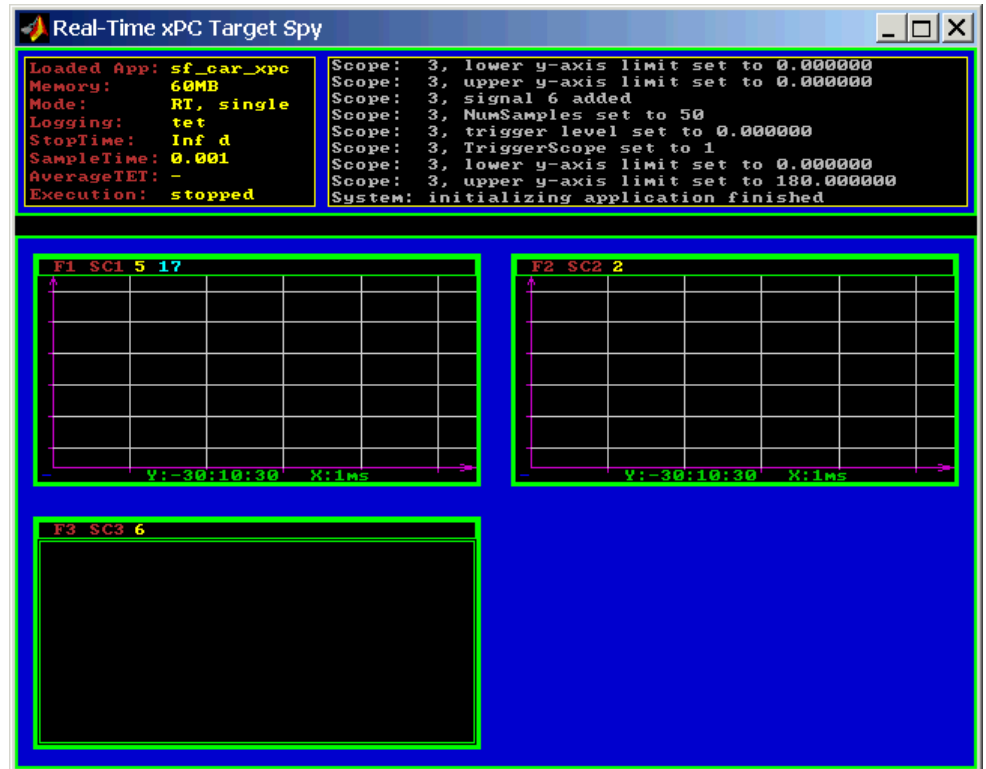 Real-Time xPC Target Spy
Loaded App: sf_car_xpc
Memory: 60MB
Mode: RT, single
Logging: tet
StopTime: Inf d
SampleTime: 0.001
AverageTET: -
Execution: stopped
Scope: 3, lower y-axis limit set to 0.000000
Scope: 3, upper y-axis limit set to 0.000000
Scope: 3, signal 6 added
Scope: 3, NumSamples set to 50
Scope: 3, trigger level set to 0.000000
Scope: 3, TriggerScope set to 1
Scope: 3, lower y-axis limit set to 0.000000
Scope: 3, upper y-axis limit set to 180.000000
System: initializing application finished
F1 SC1 5 17
Y:-30:10:30 X:1ms
F2 SC2 2
Y:-30:10:30 X:1ms
F3 SC3 6